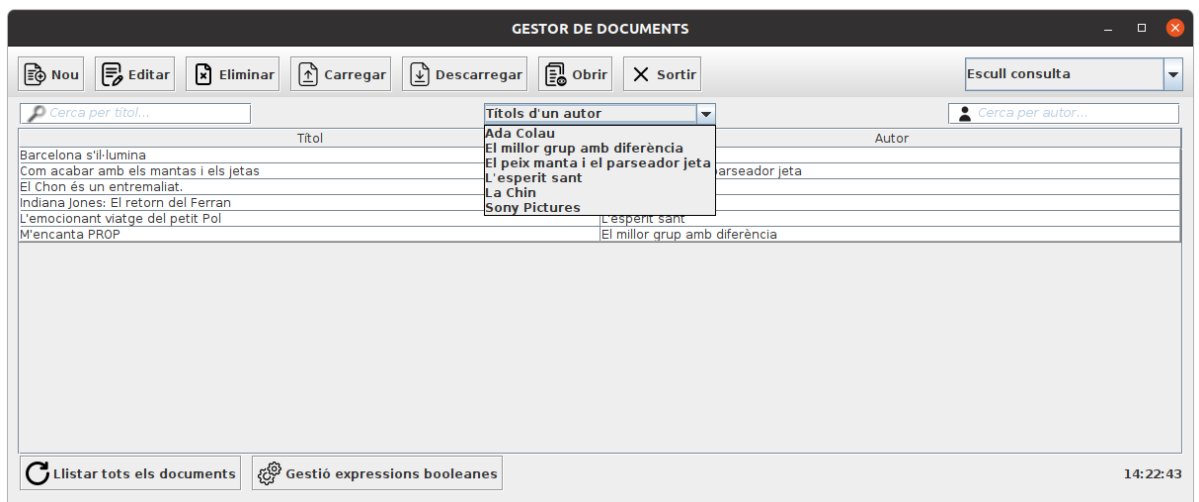 GESTOR DE DOCUMENTS
Nou Editar Eliminar Carregar Descarregar Obrir Sortir Escull consulta
Cerca per títol... Títols d'un autor Cerca per autor...
Títol Autor
Ada Colau
El millor grup amb diferència
El peix manta i el parseador jeta
L'esperit sant
La Chin
Sony Pictures
Barcelona s'il·lumina
Com acabar amb els mantas i els jetas parseador jeta
El Chon és un entremaliat.
Indiana Jones: El retorn del Ferran
L'emocionant viatge del petit Pol L'esperit sant
M'encanta PROP El millor grup amb diferència
Llistar tots els documents Gestió expressions booleanes 14:22:43